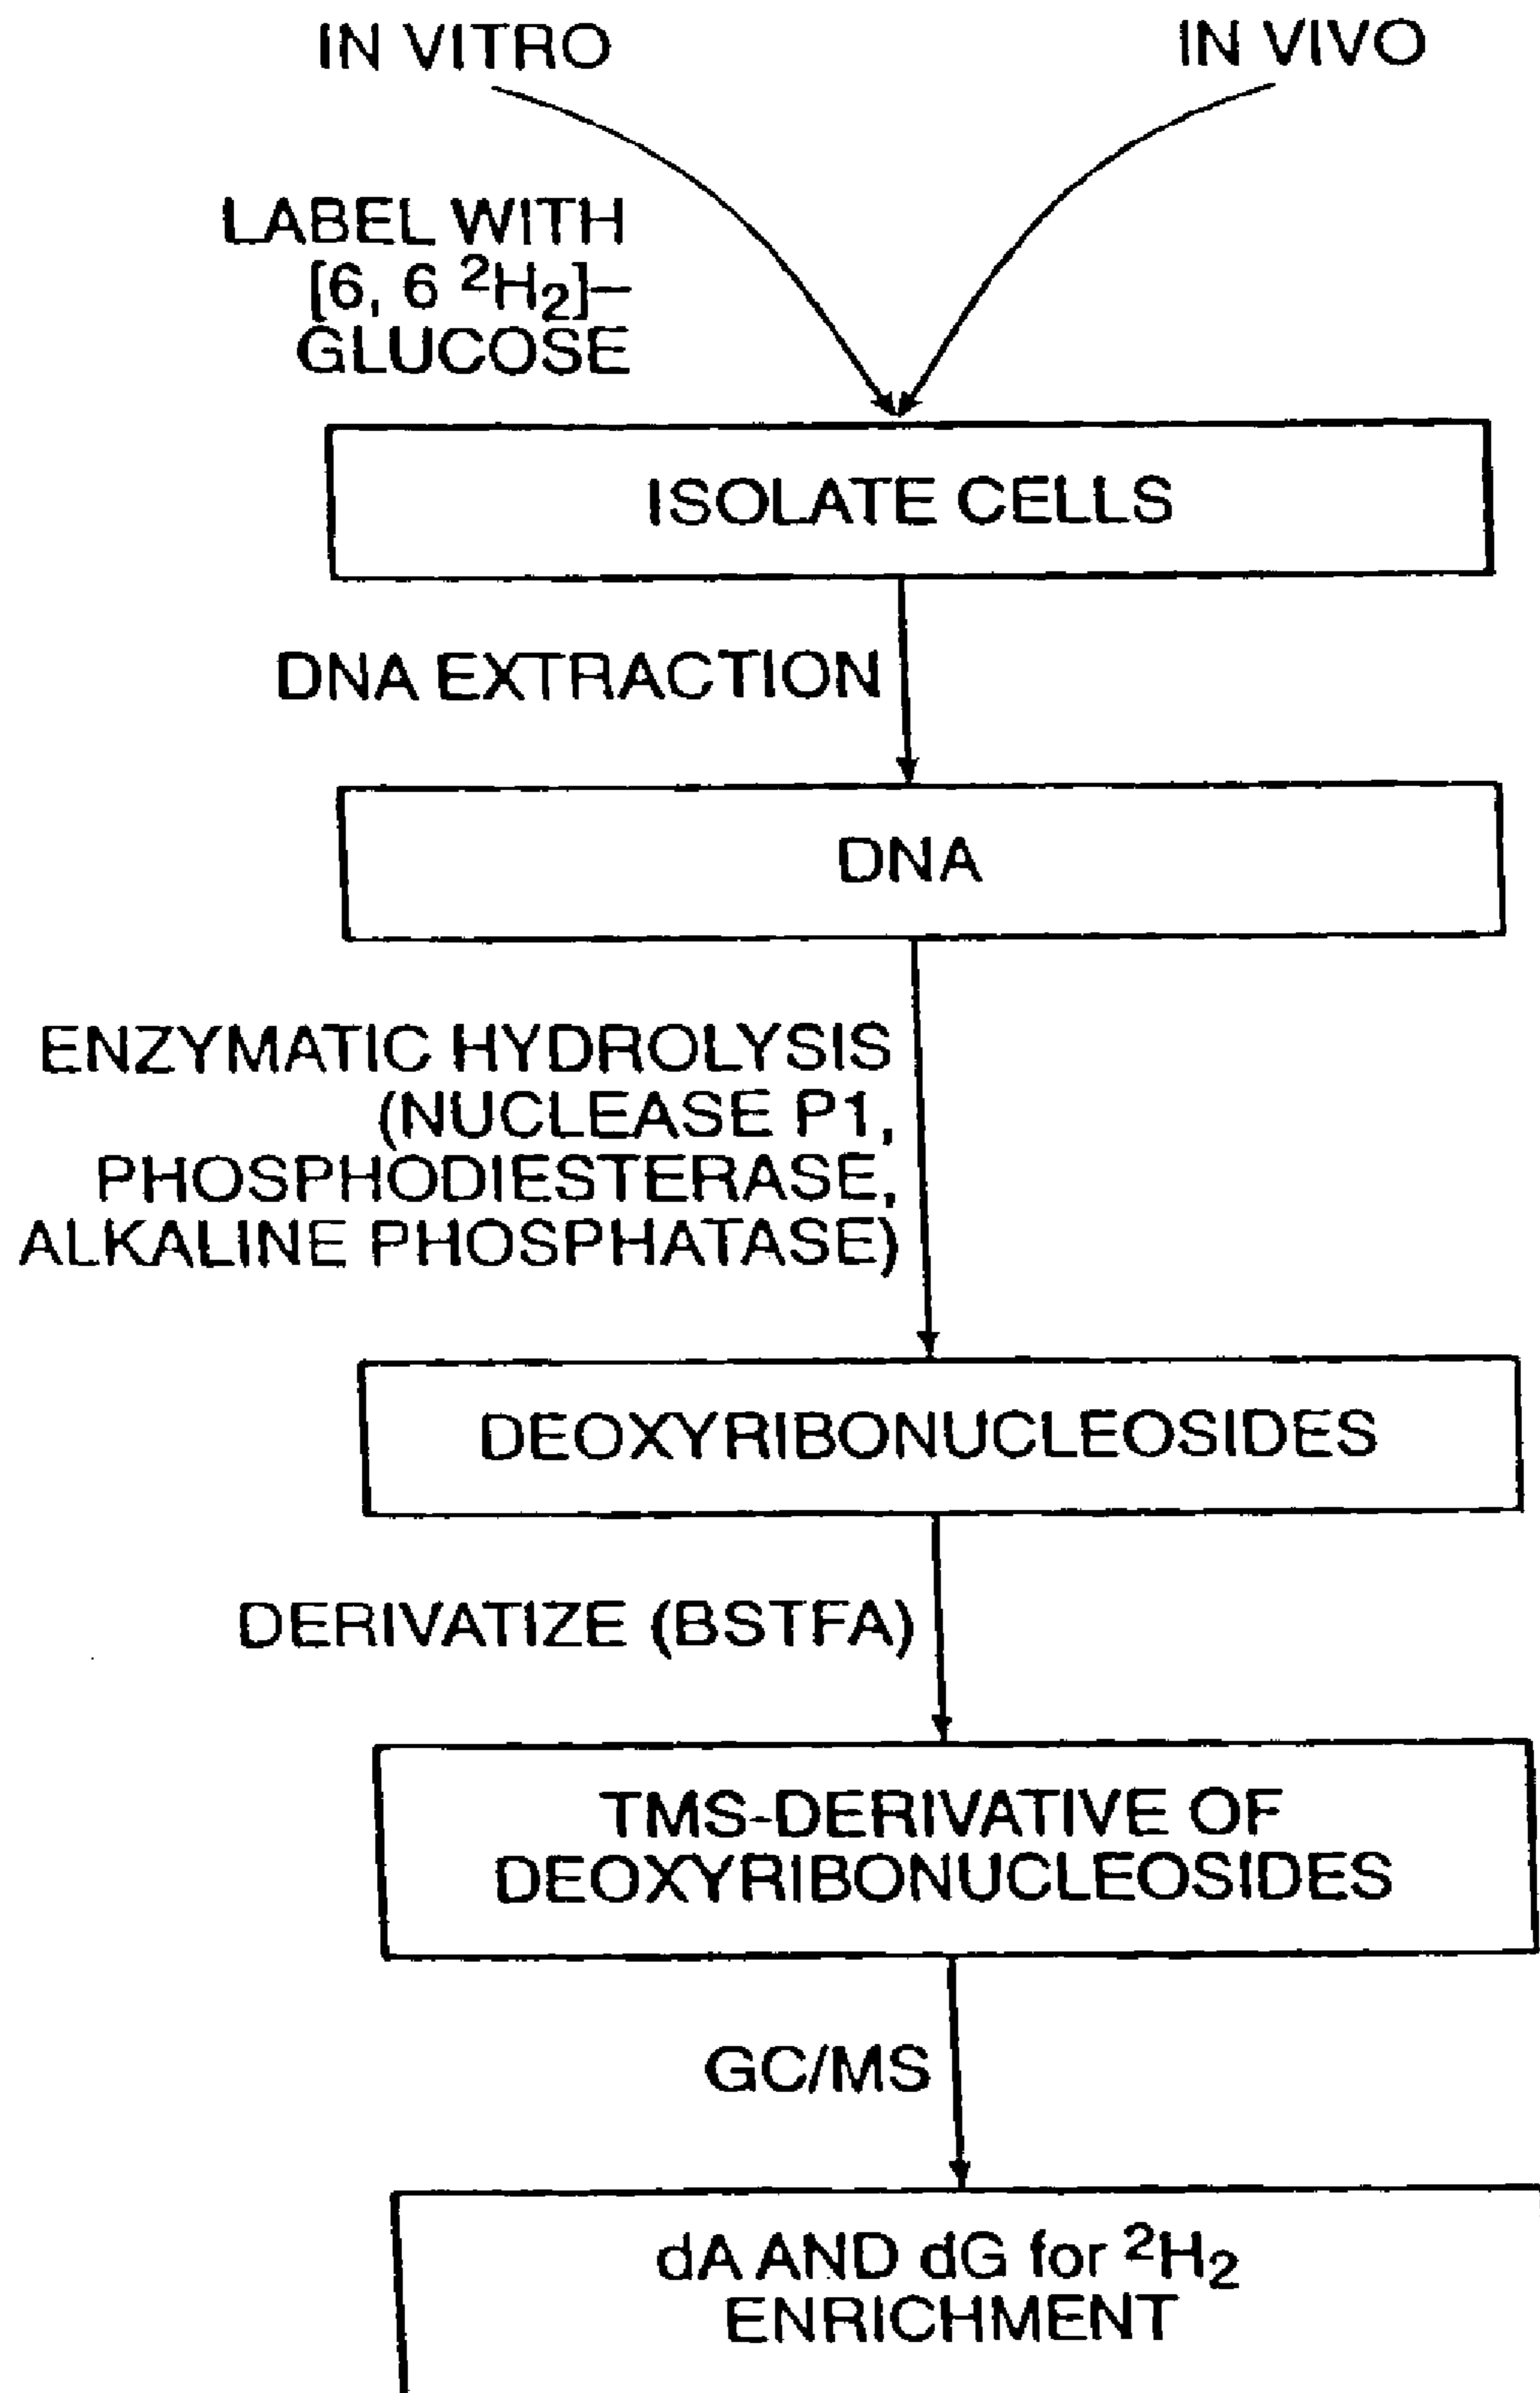 IN VITRO
IN VIVO
LABEL WITH
[6, 6 ²H₂]–
GLUCOSE
ISOLATE CELLS
DNA EXTRACTION
DNA
ENZYMATIC HYDROLYSIS
(NUCLEASE P1,
PHOSPHODIESTERASE,
ALKALINE PHOSPHATASE)
DEOXYRIBONUCLEOSIDES
DERIVATIZE (BSTFA)
TMS-DERIVATIVE OF
DEOXYRIBONUCLEOSIDES
GC/MS
dA AND dG for ²H₂
ENRICHMENT